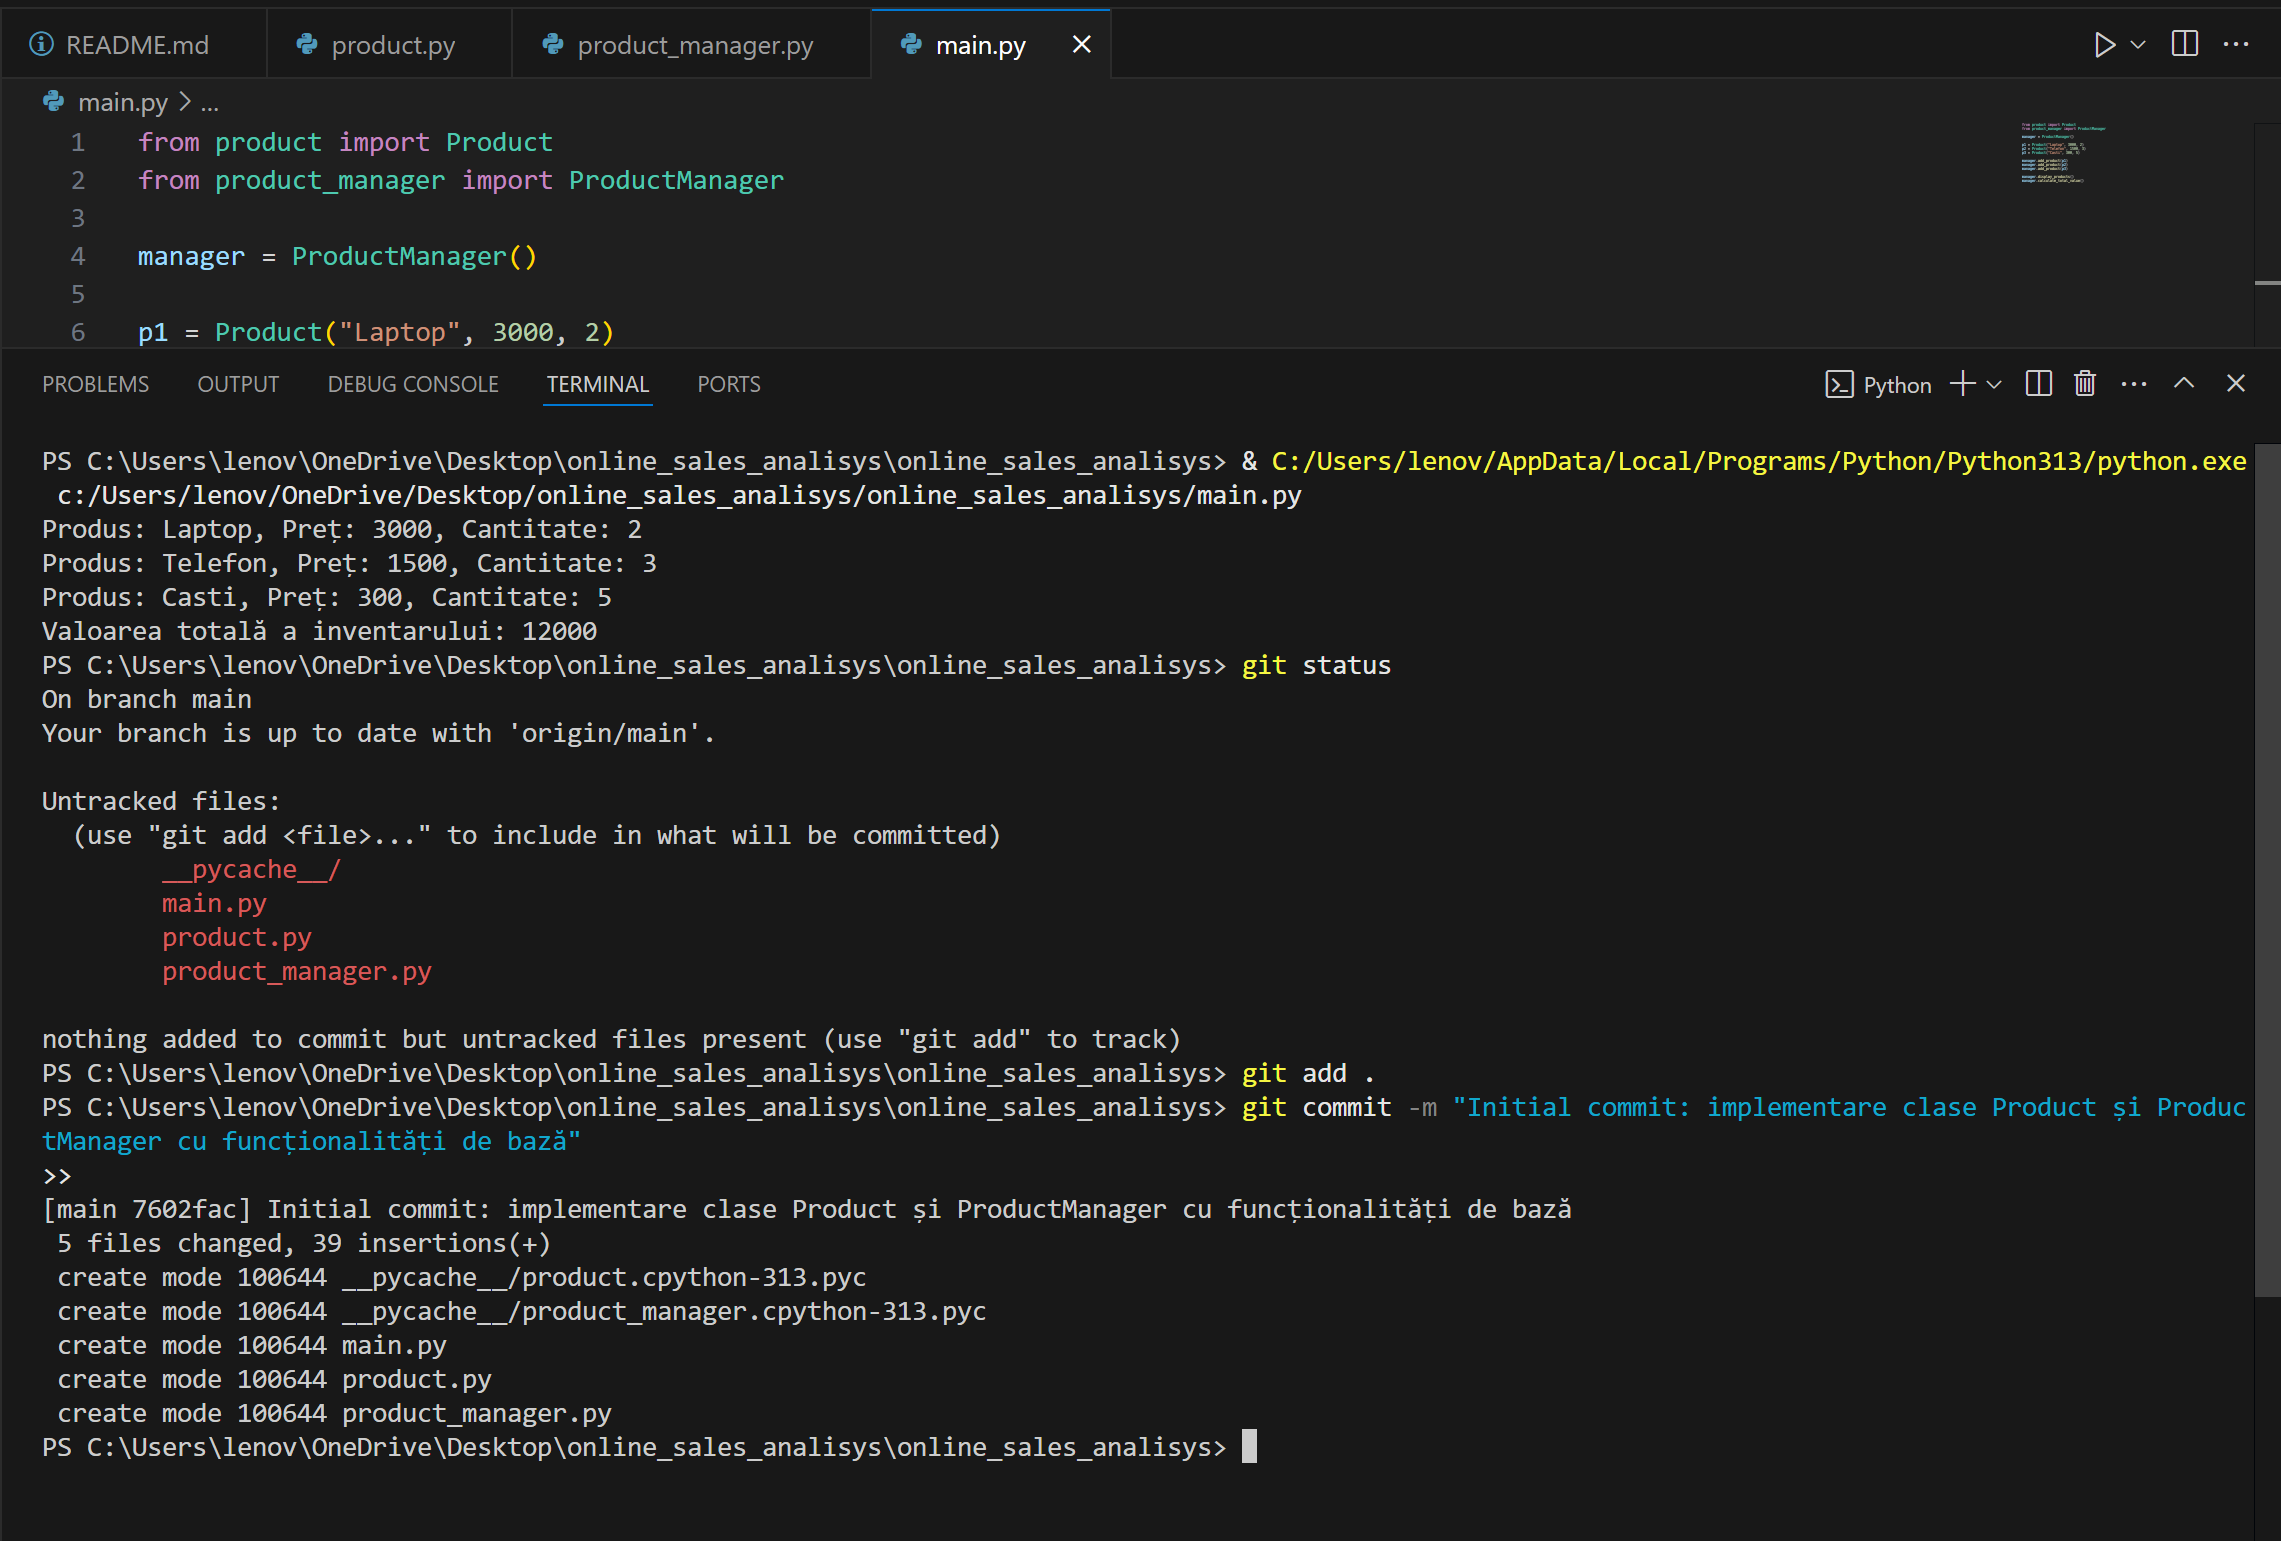 README.md product.py product_manager.py main.py
main.py > ...
1 from product import Product
2 from product_manager import ProductManager
3
4 manager = ProductManager()
5
6 p1 = Product("Laptop", 3000, 2)
PROBLEMS OUTPUT DEBUG CONSOLE TERMINAL PORTS Python
PS C:\Users\lenov\OneDrive\Desktop\online_sales_analisys\online_sales_analisys> & C:/Users/lenov/AppData/Local/Programs/Python/Python313/python.exe
c:/Users/lenov/OneDrive/Desktop/online_sales_analisys/online_sales_analisys/main.py
Produs: Laptop, Preț: 3000, Cantitate: 2
Produs: Telefon, Preț: 1500, Cantitate: 3
Produs: Casti, Preț: 300, Cantitate: 5
Valoarea totală a inventarului: 12000
PS C:\Users\lenov\OneDrive\Desktop\online_sales_analisys\online_sales_analisys> git status
On branch main
Your branch is up to date with 'origin/main'.
Untracked files:
(use "git add <file>..." to include in what will be committed)
__pycache__/
main.py
product.py
product_manager.py
nothing added to commit but untracked files present (use "git add" to track)
PS C:\Users\lenov\OneDrive\Desktop\online_sales_analisys\online_sales_analisys> git add .
PS C:\Users\lenov\OneDrive\Desktop\online_sales_analisys\online_sales_analisys> git commit -m "Initial commit: implementare clase Product și Produc
tManager cu funcționalități de bază"
>>
[main 7602fac] Initial commit: implementare clase Product și ProductManager cu funcționalități de bază
5 files changed, 39 insertions(+)
create mode 100644 __pycache__/product.cpython-313.pyc
create mode 100644 __pycache__/product_manager.cpython-313.pyc
create mode 100644 main.py
create mode 100644 product.py
create mode 100644 product_manager.py
PS C:\Users\lenov\OneDrive\Desktop\online_sales_analisys\online_sales_analisys>